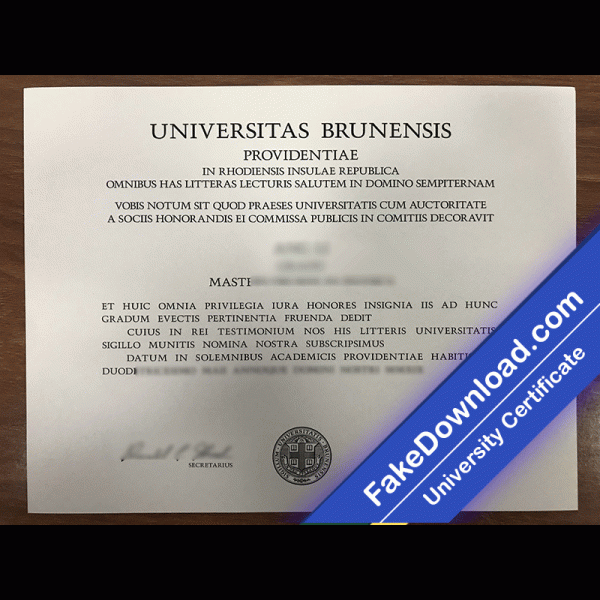 UNIVERSITAS BRUNENSIS
PROVIDENTIAE
IN RHODIENSIS INSULAE REPUBLICA
OMNIBUS HAS LITTERAS LECTURIS SALUTEM IN DOMINO SEMPITERNAM
VOBIS NOTUM SIT QUOD PRAESES UNIVERSITATIS CUM AUCTORITATE
A SOCIIS HONORANDIS EI COMMISSA PUBLICIS IN COMITIIS DECORAVIT
MASTE
ET HUIC OMNIA PRIVILEGIA IURA HONORES INSIGNIA IIS AD HUNC
GRADUM EVECTIS PERTINENTIA FRUENDA DEDIT
CUIUS IN REI TESTIMONIUM NOS HIS LITTERIS UNIVERSITATIS
SIGILLO MUNITIS NOMINA NOSTRA SUBSCRIPSIMUS
DATUM IN SOLEMNIBUS ACADEMICIS PROVIDENTIAE HABITI
DUODE
SECRETARIUS
FakeDownload.com
University Certificate